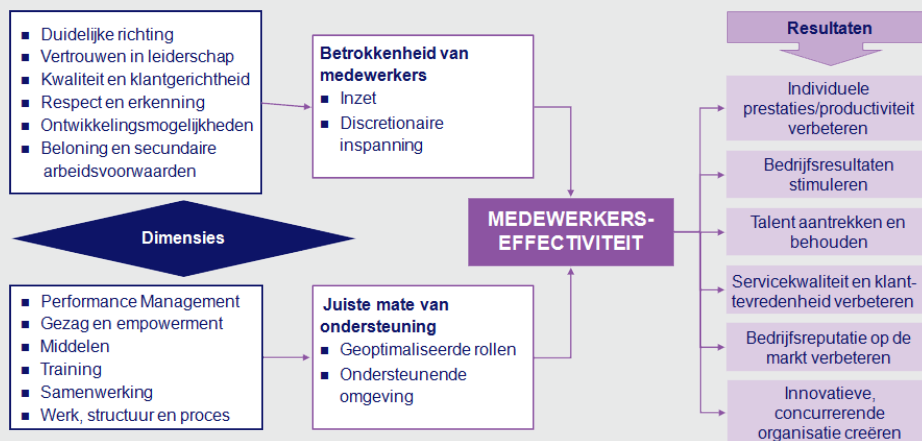 Duidelijke richting
Vertrouwen in leiderschap
Kwaliteit en klantgerichtheid
Respect en erkenning
Ontwikkelingsmogelijkheden
Beloning en secundaire
arbeidsvoorwaarden
Dimensies
Performance Management
Gezag en empowerment
Middelen
Training
Samenwerking
Werk, structuur en proces
Betrokkenheid van
medewerkers
Inzet
Discretionaire
inspanning
Juiste mate van
ondersteuning
Geoptimaliseerde rollen
Ondersteunende
omgeving
MEDEWERKERS-
EFFECTIVITEIT
Resultaten
Individuele
prestaties/productiviteit
verbeteren
Bedrijfsresultaten
stimuleren
Talent aantrekken en
behouden
Servicekwaliteit en klant-
tevredenheid verbeteren
Bedrijfsreputatie op de
markt verbeteren
Innovatieve,
concurrerende
organisatie creëren